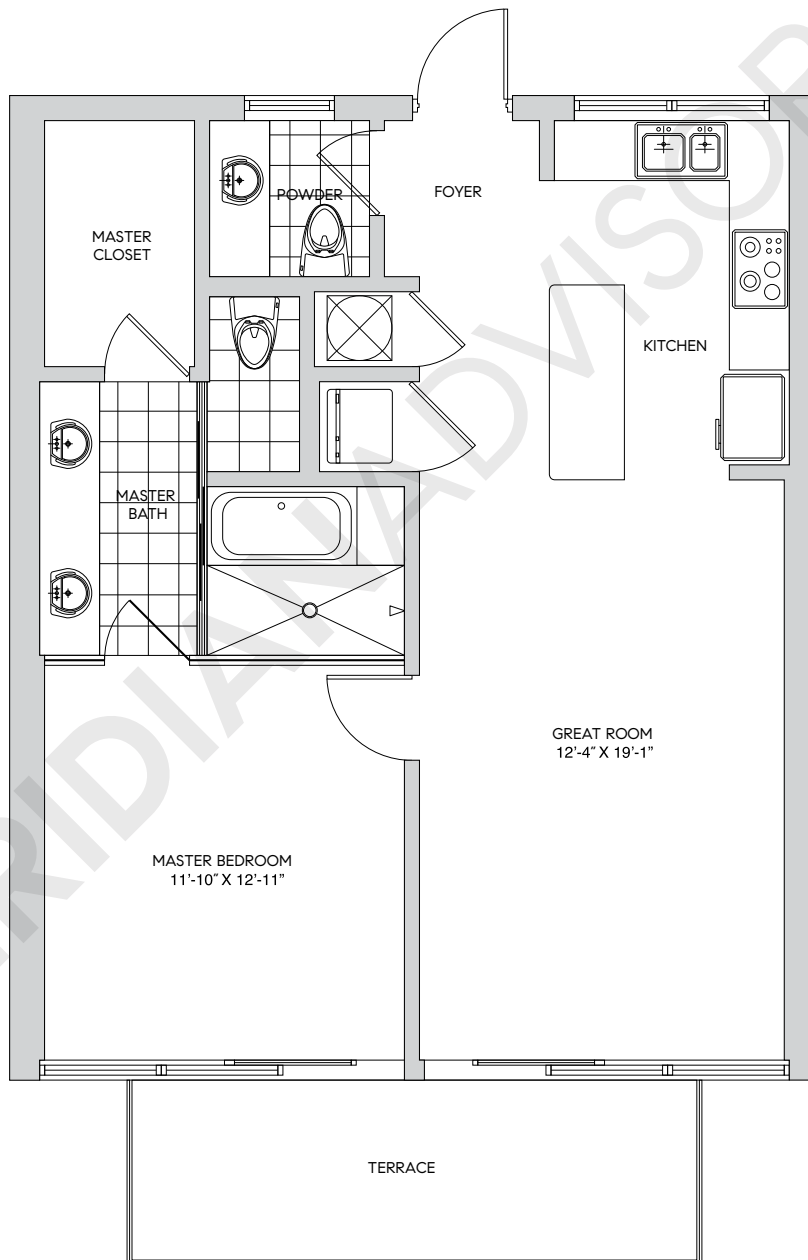 POWDER
FOYER
MASTER
CLOSET
KITCHEN
MASTER
BATH
GREAT ROOM
12'-4" X 19'-1"
MASTER BEDROOM
11'-10" X 12'-11"
TERRACE
RIDIANADVISOR